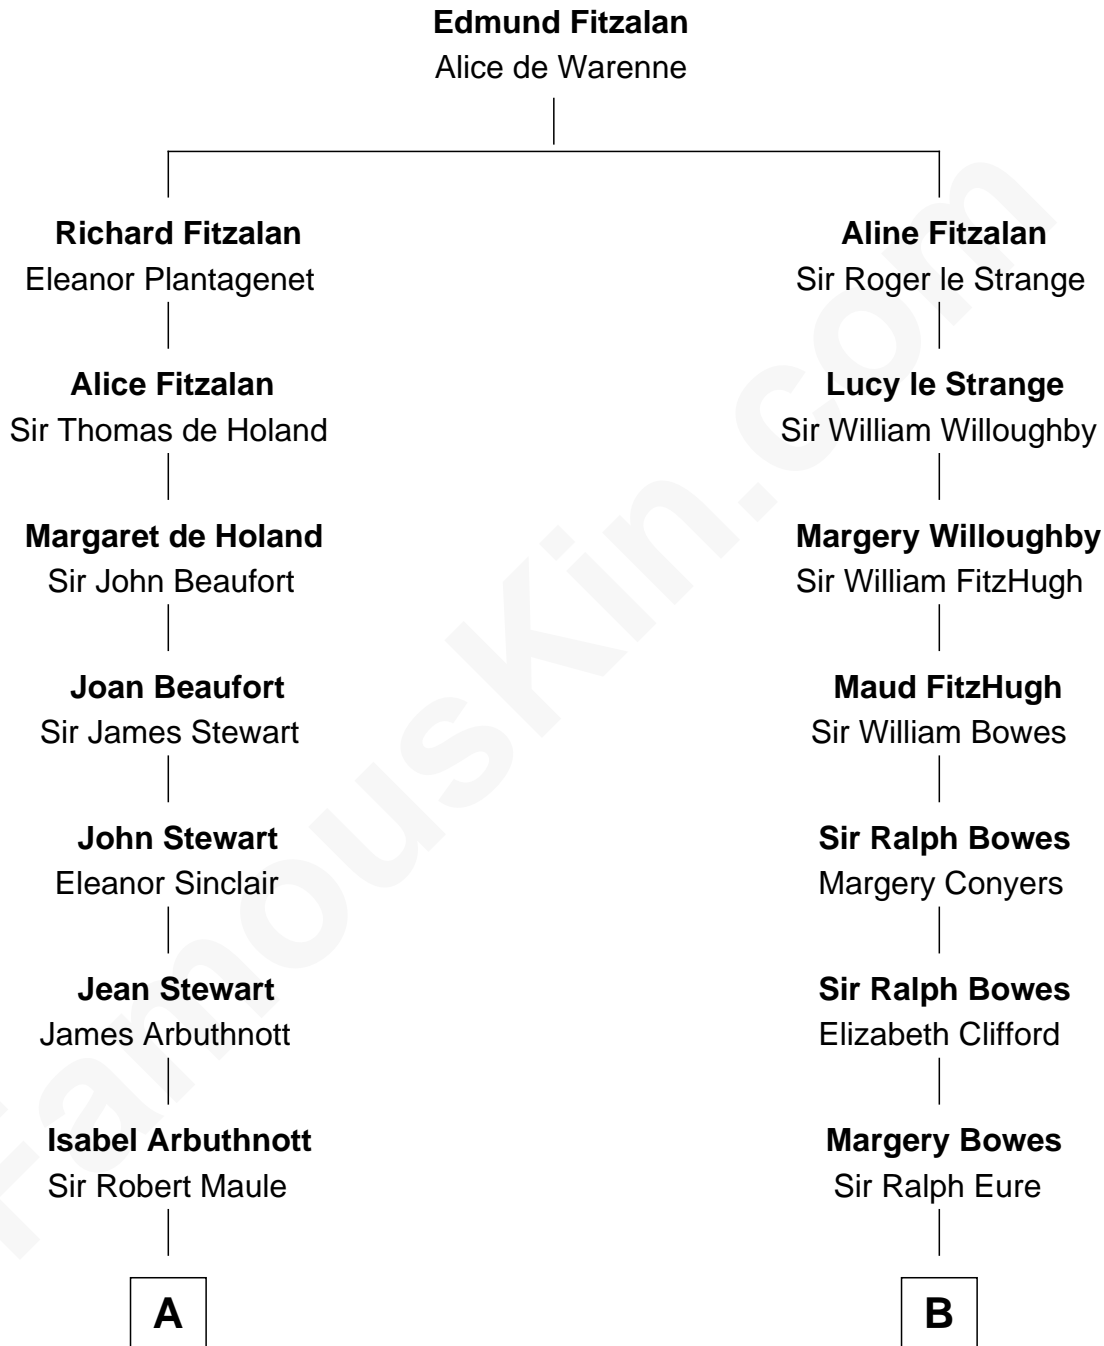 Edmund Fitzalan
Alice de Warenne
Richard Fitzalan
Eleanor Plantagenet
Alice Fitzalan
Sir Thomas de Holand
Margaret de Holand
Sir John Beaufort
Joan Beaufort
Sir James Stewart
John Stewart
Eleanor Sinclair
Jean Stewart
James Arbuthnott
Isabel Arbuthnott
Sir Robert Maule
A
Aline Fitzalan
Sir Roger le Strange
Lucy le Strange
Sir William Willoughby
Margery Willoughby
Sir William FitzHugh
Maud FitzHugh
Sir William Bowes
Sir Ralph Bowes
Margery Conyers
Sir Ralph Bowes
Elizabeth Clifford
Margery Bowes
Sir Ralph Eure
B
FamousKin.com